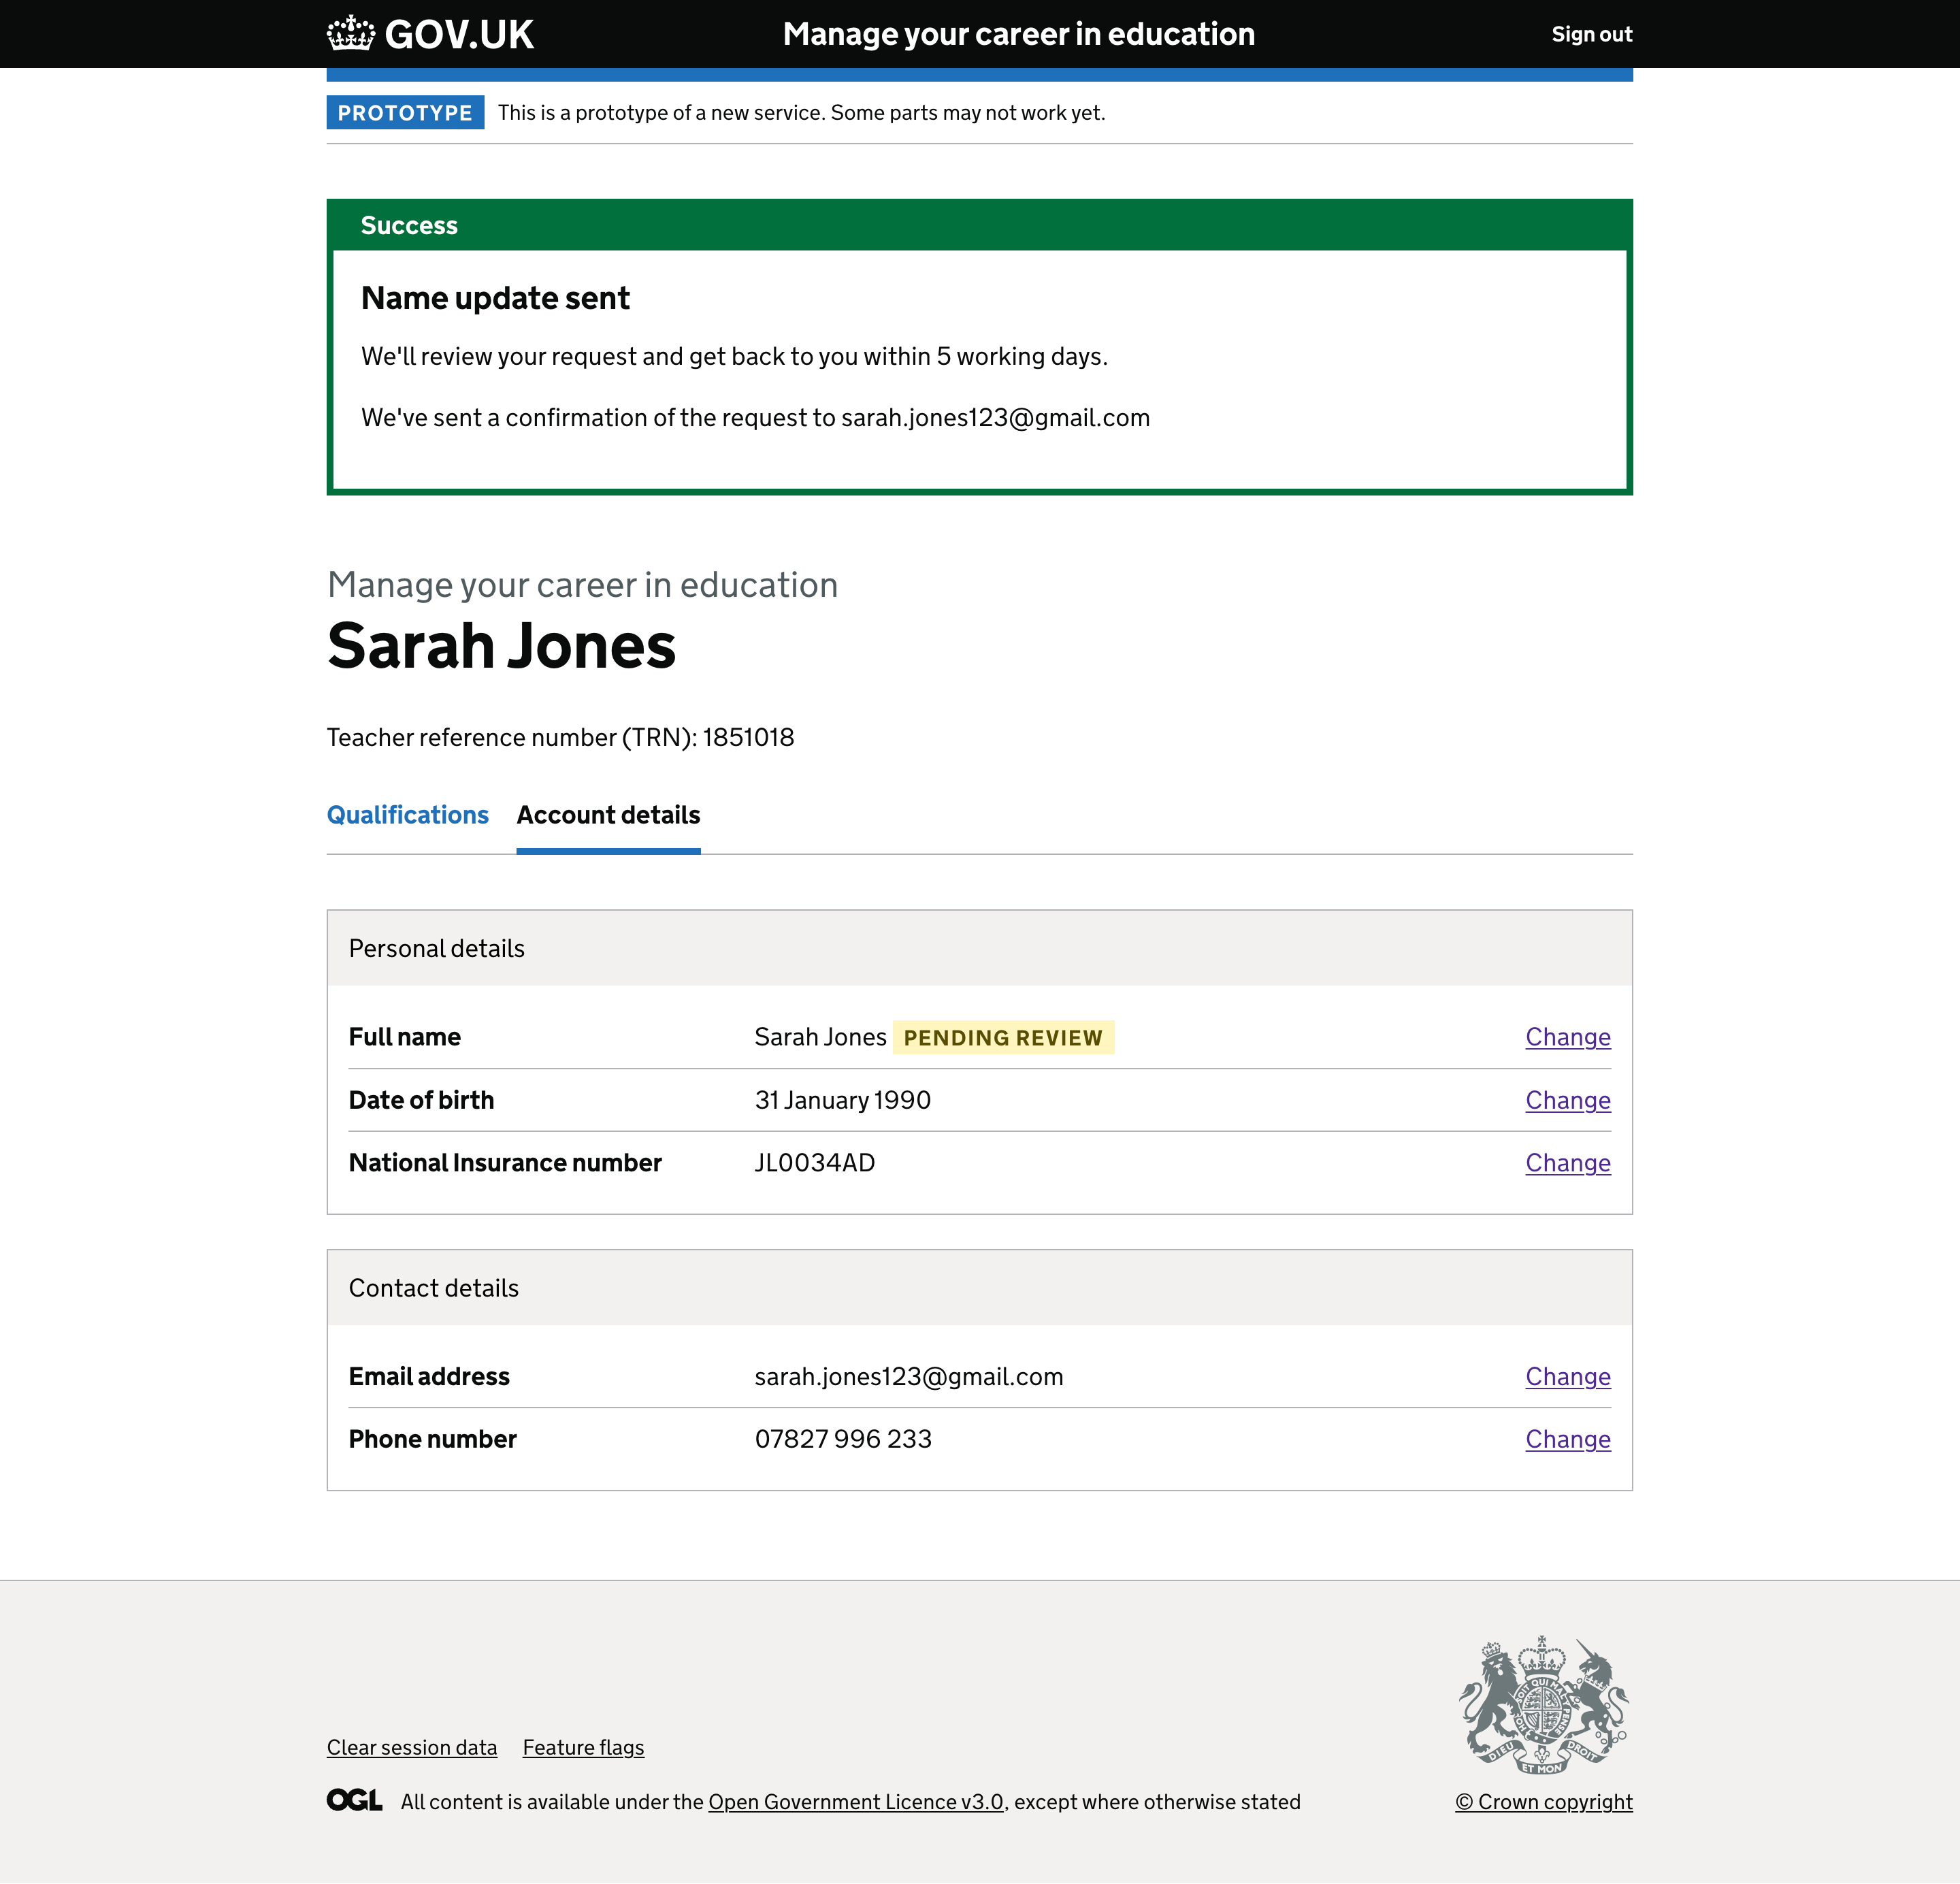 GOV.UK
Manage your career in education
Sign out
PROTOTYPE This is a prototype of a new service. Some parts may not work yet.
Success
Name update sent
We'll review your request and get back to you within 5 working days.
We've sent a confirmation of the request to sarah.jones123@gmail.com
Manage your career in education
Sarah Jones
Teacher reference number (TRN): 1851018
Qualifications Account details
Personal details
Full name Sarah Jones PENDING REVIEW Change
Date of birth 31 January 1990 Change
National Insurance number JL0034AD Change
Contact details
Email address sarah.jones123@gmail.com Change
Phone number 07827 996 233 Change
Clear session data Feature flags
DIEU ET MON DROIT
OGL All content is available under the Open Government Licence v3.0, except where otherwise stated
© Crown copyright